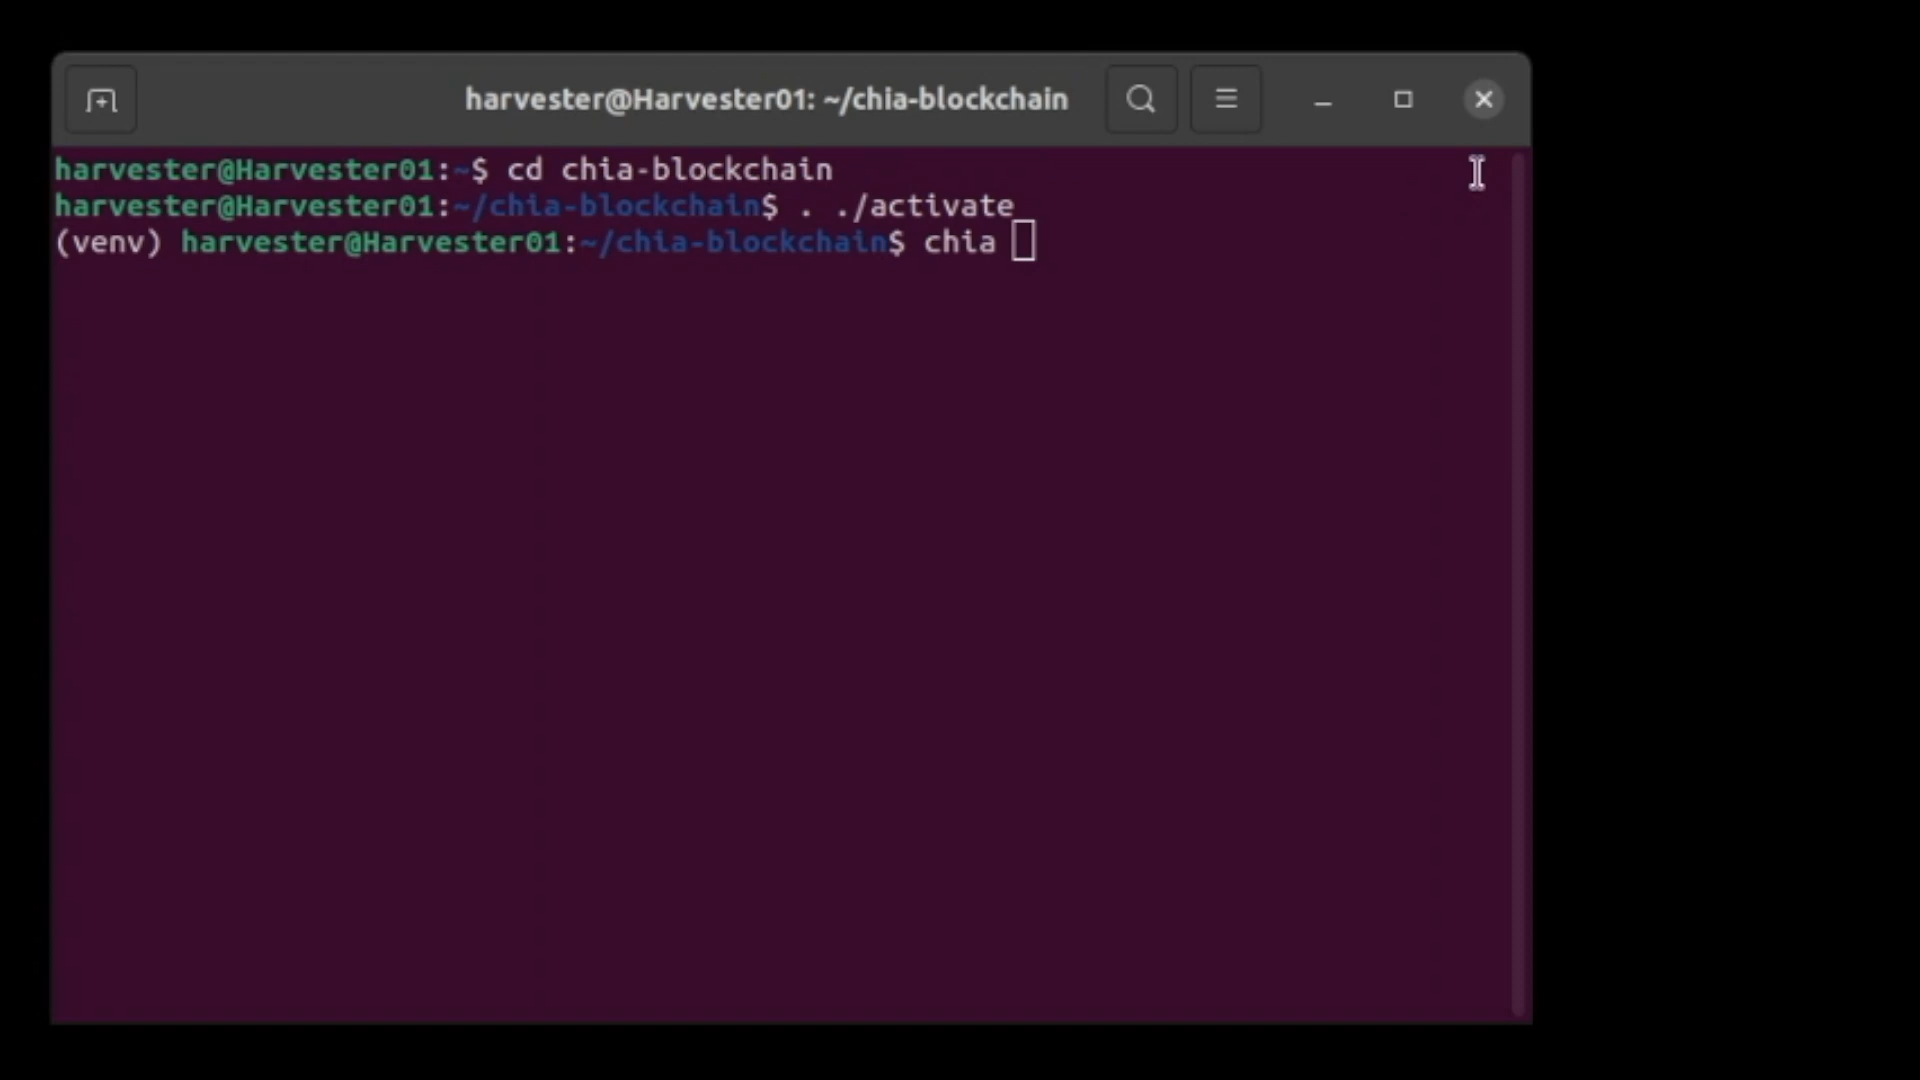 harvester@Harvester01: ~/chia-blockchain
harvester@Harvester01:~$ cd chia-blockchain
harvester@Harvester01:~/chia-blockchain$ . ./activate
(venv) harvester@Harvester01:~/chia-blockchain$ chia